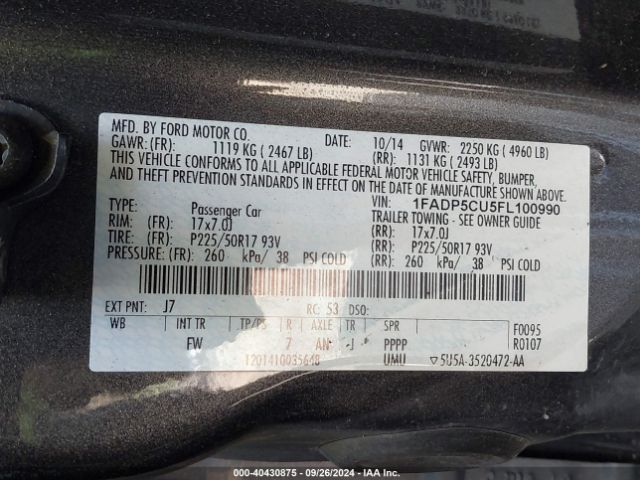 MFD. BY FORD MOTOR CO. DATE: 10/14 GVWR: 2250 KG ( 4960 LB)
GAWR: (FR): 1119 KG ( 2467 LB) (RR): 1131 KG ( 2493 LB)
THIS VEHICLE CONFORMS TO ALL APPLICABLE FEDERAL MOTOR VEHICLE SAFETY, BUMPER,
AND THEFT PREVENTION STANDARDS IN EFFECT ON THE DATE OF MANUFACTURE SHOWN ABOVE.
VIN: 1FADP5CU5FL100990
TYPE: Passenger Car TRAILER TOWING - SEE OWNER GUIDE
RIM: (FR): 17x7.0J (RR): 17x7.0J
TIRE: (FR): P225/50R17 93V (RR): P225/50R17 93V
PRESSURE: (FR): 260 kPa/ 38 PSI COLD (RR): 260 kPa/ 38 PSI COLD
EXT PNT: J7 RC: 53 DSO:
WB INT TR TP/PS R AXLE TR SPR F0095
FW 7 AN J PPPP R0107
1201410035648 UMU ▽5U5A-3520472-AA
000-40430875 - 09/26/2024 - IAA Inc.